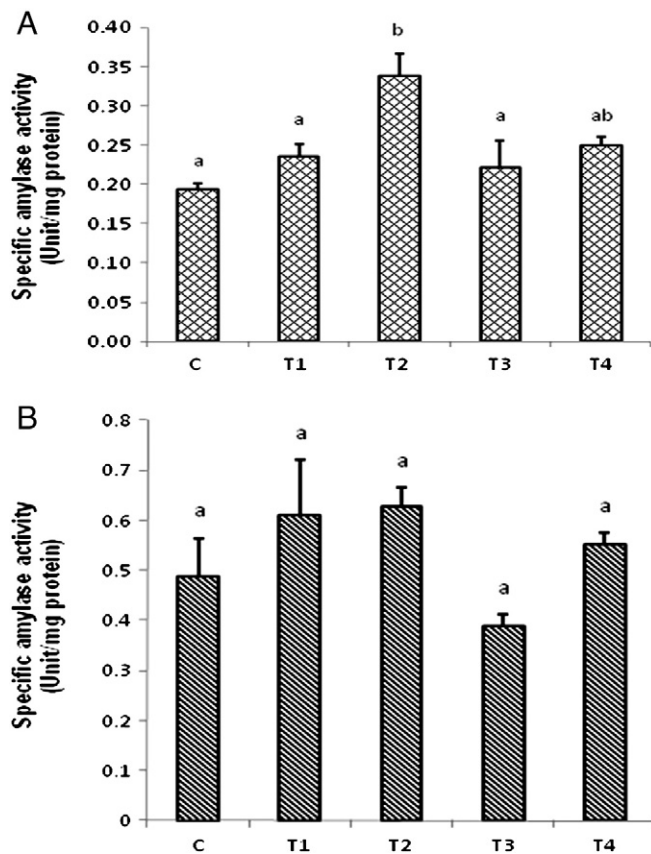 A
Specific amylase activity
(Unit/mg protein)
0.40
0.35
0.30
0.25
0.20
0.15
0.10
0.05
0.00
a
a
b
a
ab
C T1 T2 T3 T4
B
Specific amylase activity
(Unit/mg protein)
0.8
0.7
0.6
0.5
0.4
0.3
0.2
0.1
0
a
a
a
a
a
C T1 T2 T3 T4